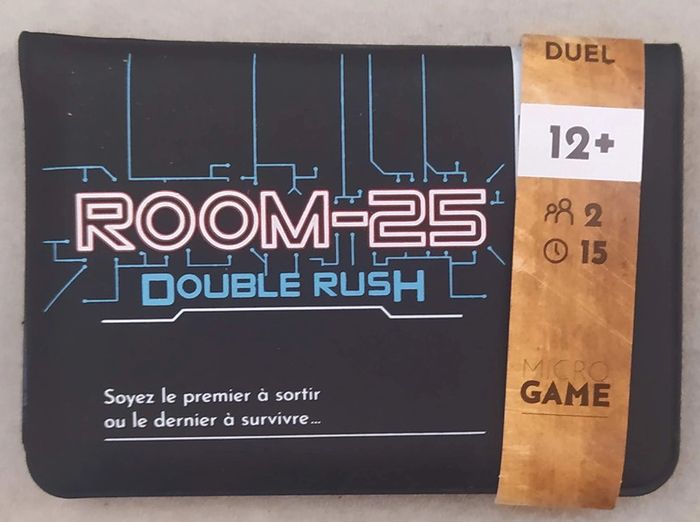 ROOM-25
DOUBLE RUSH
Soyez le premier à sortir
ou le dernier à survivre...
DUEL
12+
2
15
MICRO
GAME